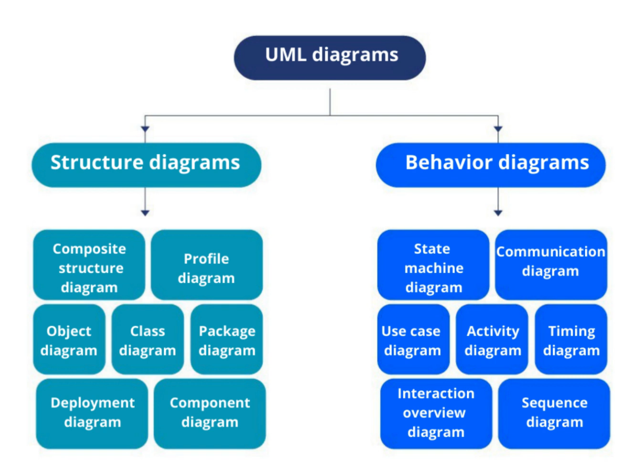 UML diagrams
Structure diagrams
Behavior diagrams
Composite
structure
diagram
Profile
diagram
Object
diagram
Class
diagram
Package
diagram
Deployment
diagram
Component
diagram
State
machine
diagram
Communication
diagram
Use case
diagram
Activity
diagram
Timing
diagram
Interaction
overview
diagram
Sequence
diagram